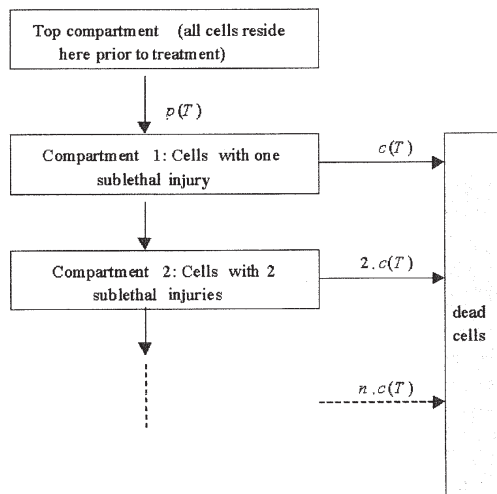 Top compartment (all cells reside
here prior to treatment)
p(T)
Compartment 1: Cells with one
sublethal injury
c(T)
Compartment 2: Cells with 2
sublethal injuries
2.c(T)
dead
cells
n.c(T)